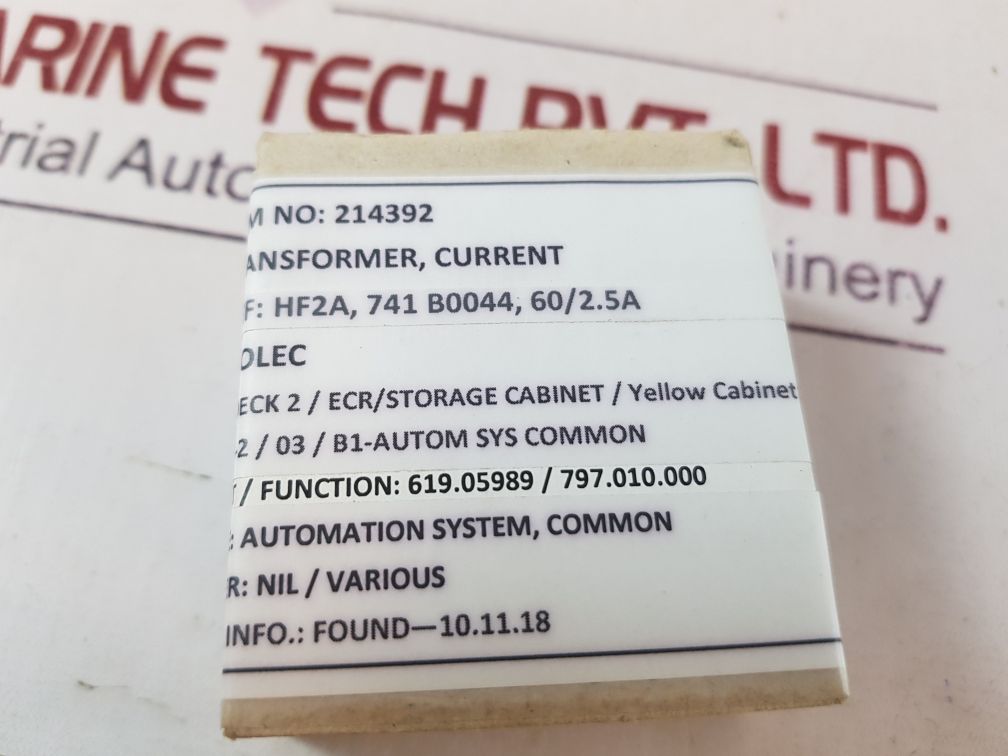 ARINE TECH PVT. LTD.
trial Auto inery
M NO: 214392
ANSFORMER, CURRENT
F: HF2A, 741 B0044, 60/2.5A
OLEC
ECK 2 / ECR/STORAGE CABINET / Yellow Cabinet
-2 / 03 / B1-AUTOM SYS COMMON
/ FUNCTION: 619.05989 / 797.010.000
: AUTOMATION SYSTEM, COMMON
R: NIL / VARIOUS
INFO.: FOUND—10.11.18